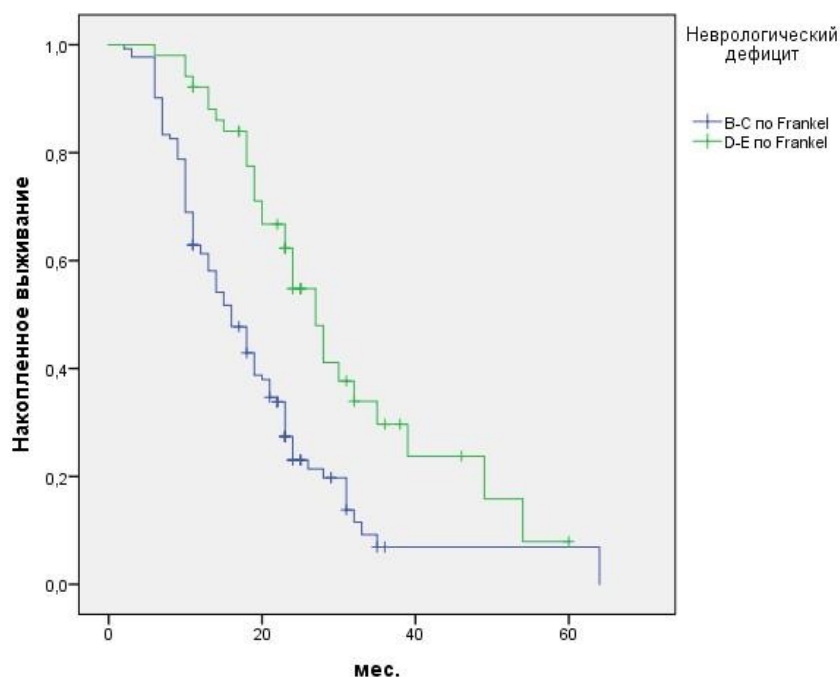 Неврологический
дефицит
B-C по Frankel
D-E по Frankel
Накопленное выживание
1,0
0,8
0,6
0,4
0,2
0,0
0
20
40
60
мес.